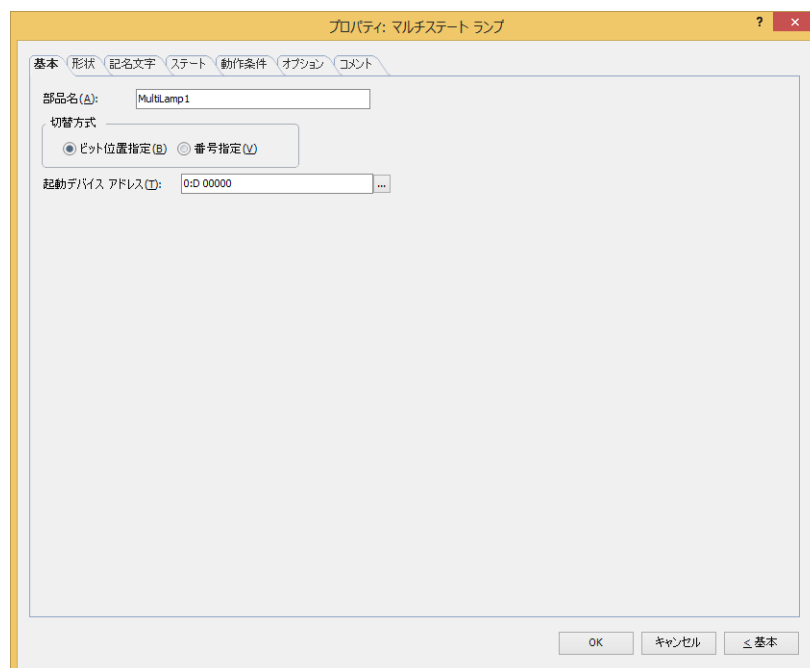 プロパティ: マルチステート ランプ ? ×
基本 形状 記名文字 ステート 動作条件 オプション コメント
部品名(A): MultiLamp1
切替方式
ビット位置指定(B) 番号指定(V)
起動デバイス アドレス(T): 0:D 00000 ...
OK キャンセル < 基本